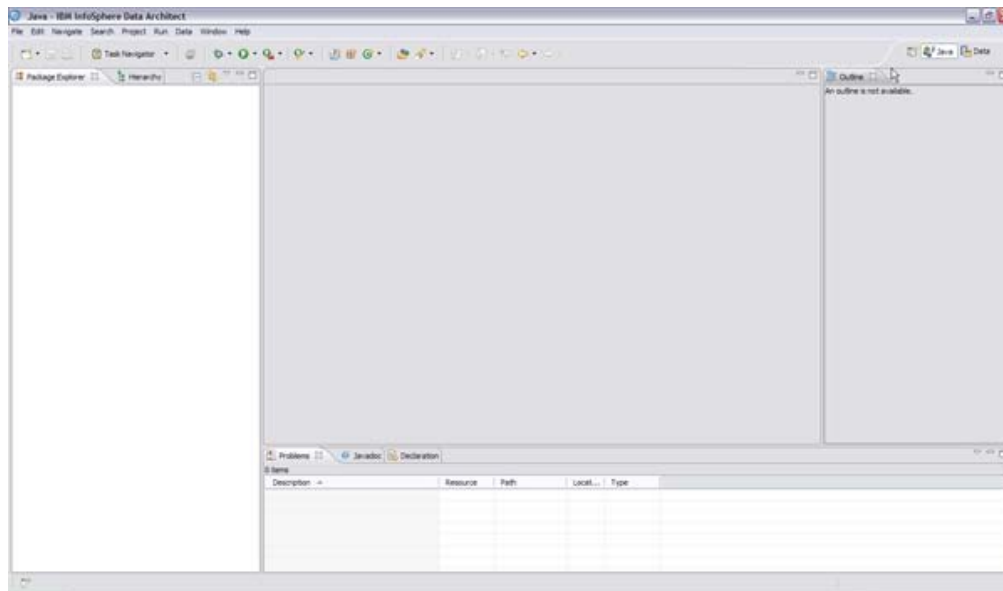 Java - IBM InfoSphere Data Architect
File Edit Navigate Search Project Run Data Window Help
Task Navigator
Java Data
Package Explorer Hierarchy
Outline
An outline is not available.
Problems Javadoc Declaration
0 items
Description Resource Path Locat... Type